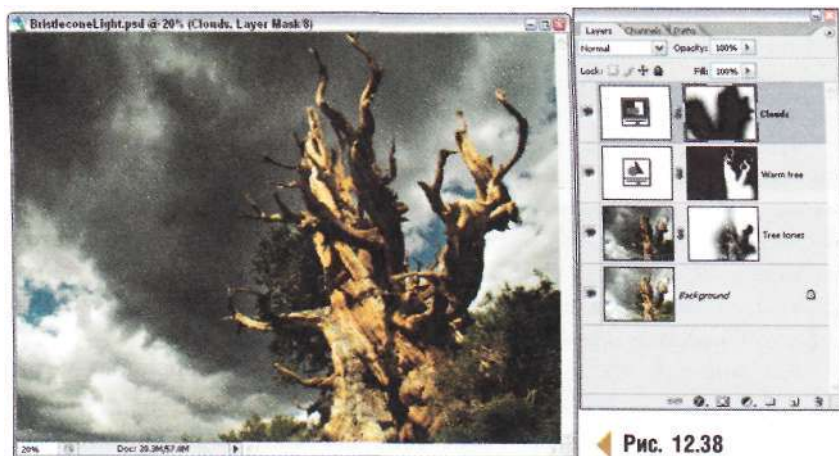 BristleconeLight.psd @ 20% (Clouds, Layer Mask/8)
20%
Doc: 20.3M/57.0M
Layers Channels Paths
Normal Opacity: 100%
Lock: Fill: 100%
Clouds
Warm tree
Tree tones
Background
Рис. 12.38